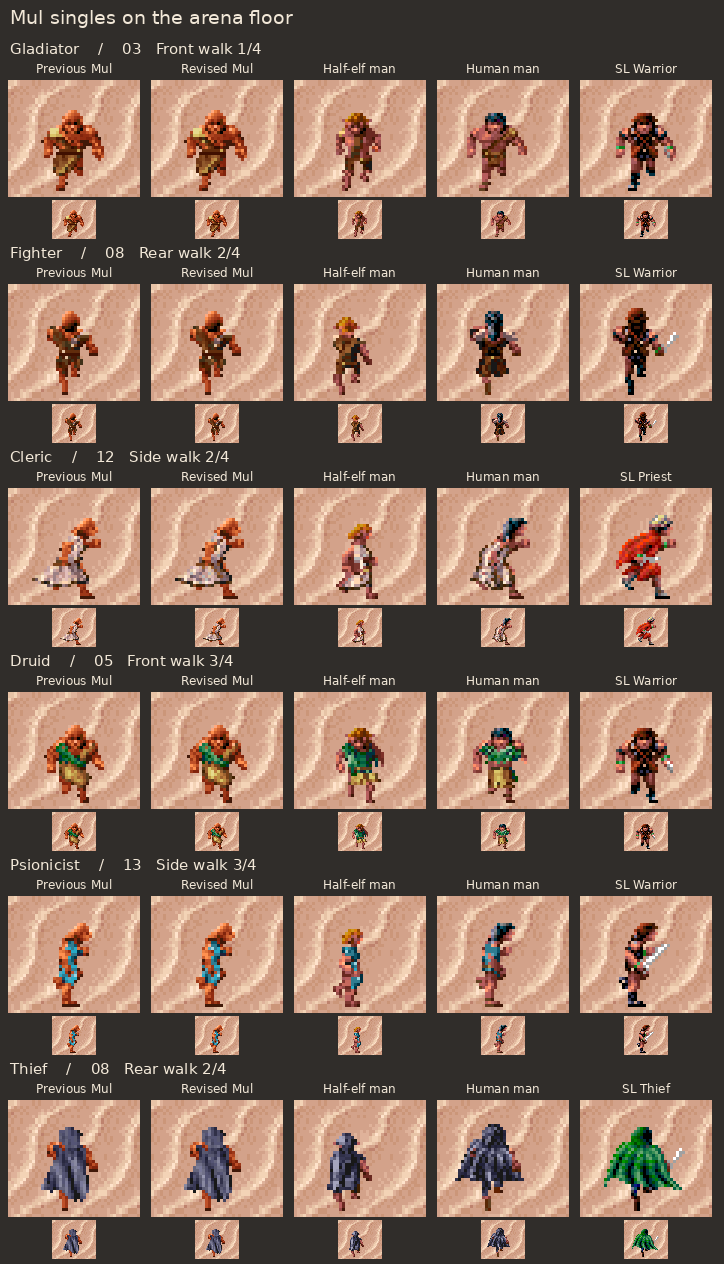 Mul singles on the arena floor
Gladiator / 03 Front walk 1/4
Previous Mul Revised Mul Half-elf man Human man SL Warrior
Fighter / 08 Rear walk 2/4
Previous Mul Revised Mul Half-elf man Human man SL Warrior
Cleric / 12 Side walk 2/4
Previous Mul Revised Mul Half-elf man Human man SL Priest
Druid / 05 Front walk 3/4
Previous Mul Revised Mul Half-elf man Human man SL Warrior
Psionicist / 13 Side walk 3/4
Previous Mul Revised Mul Half-elf man Human man SL Warrior
Thief / 08 Rear walk 2/4
Previous Mul Revised Mul Half-elf man Human man SL Thief